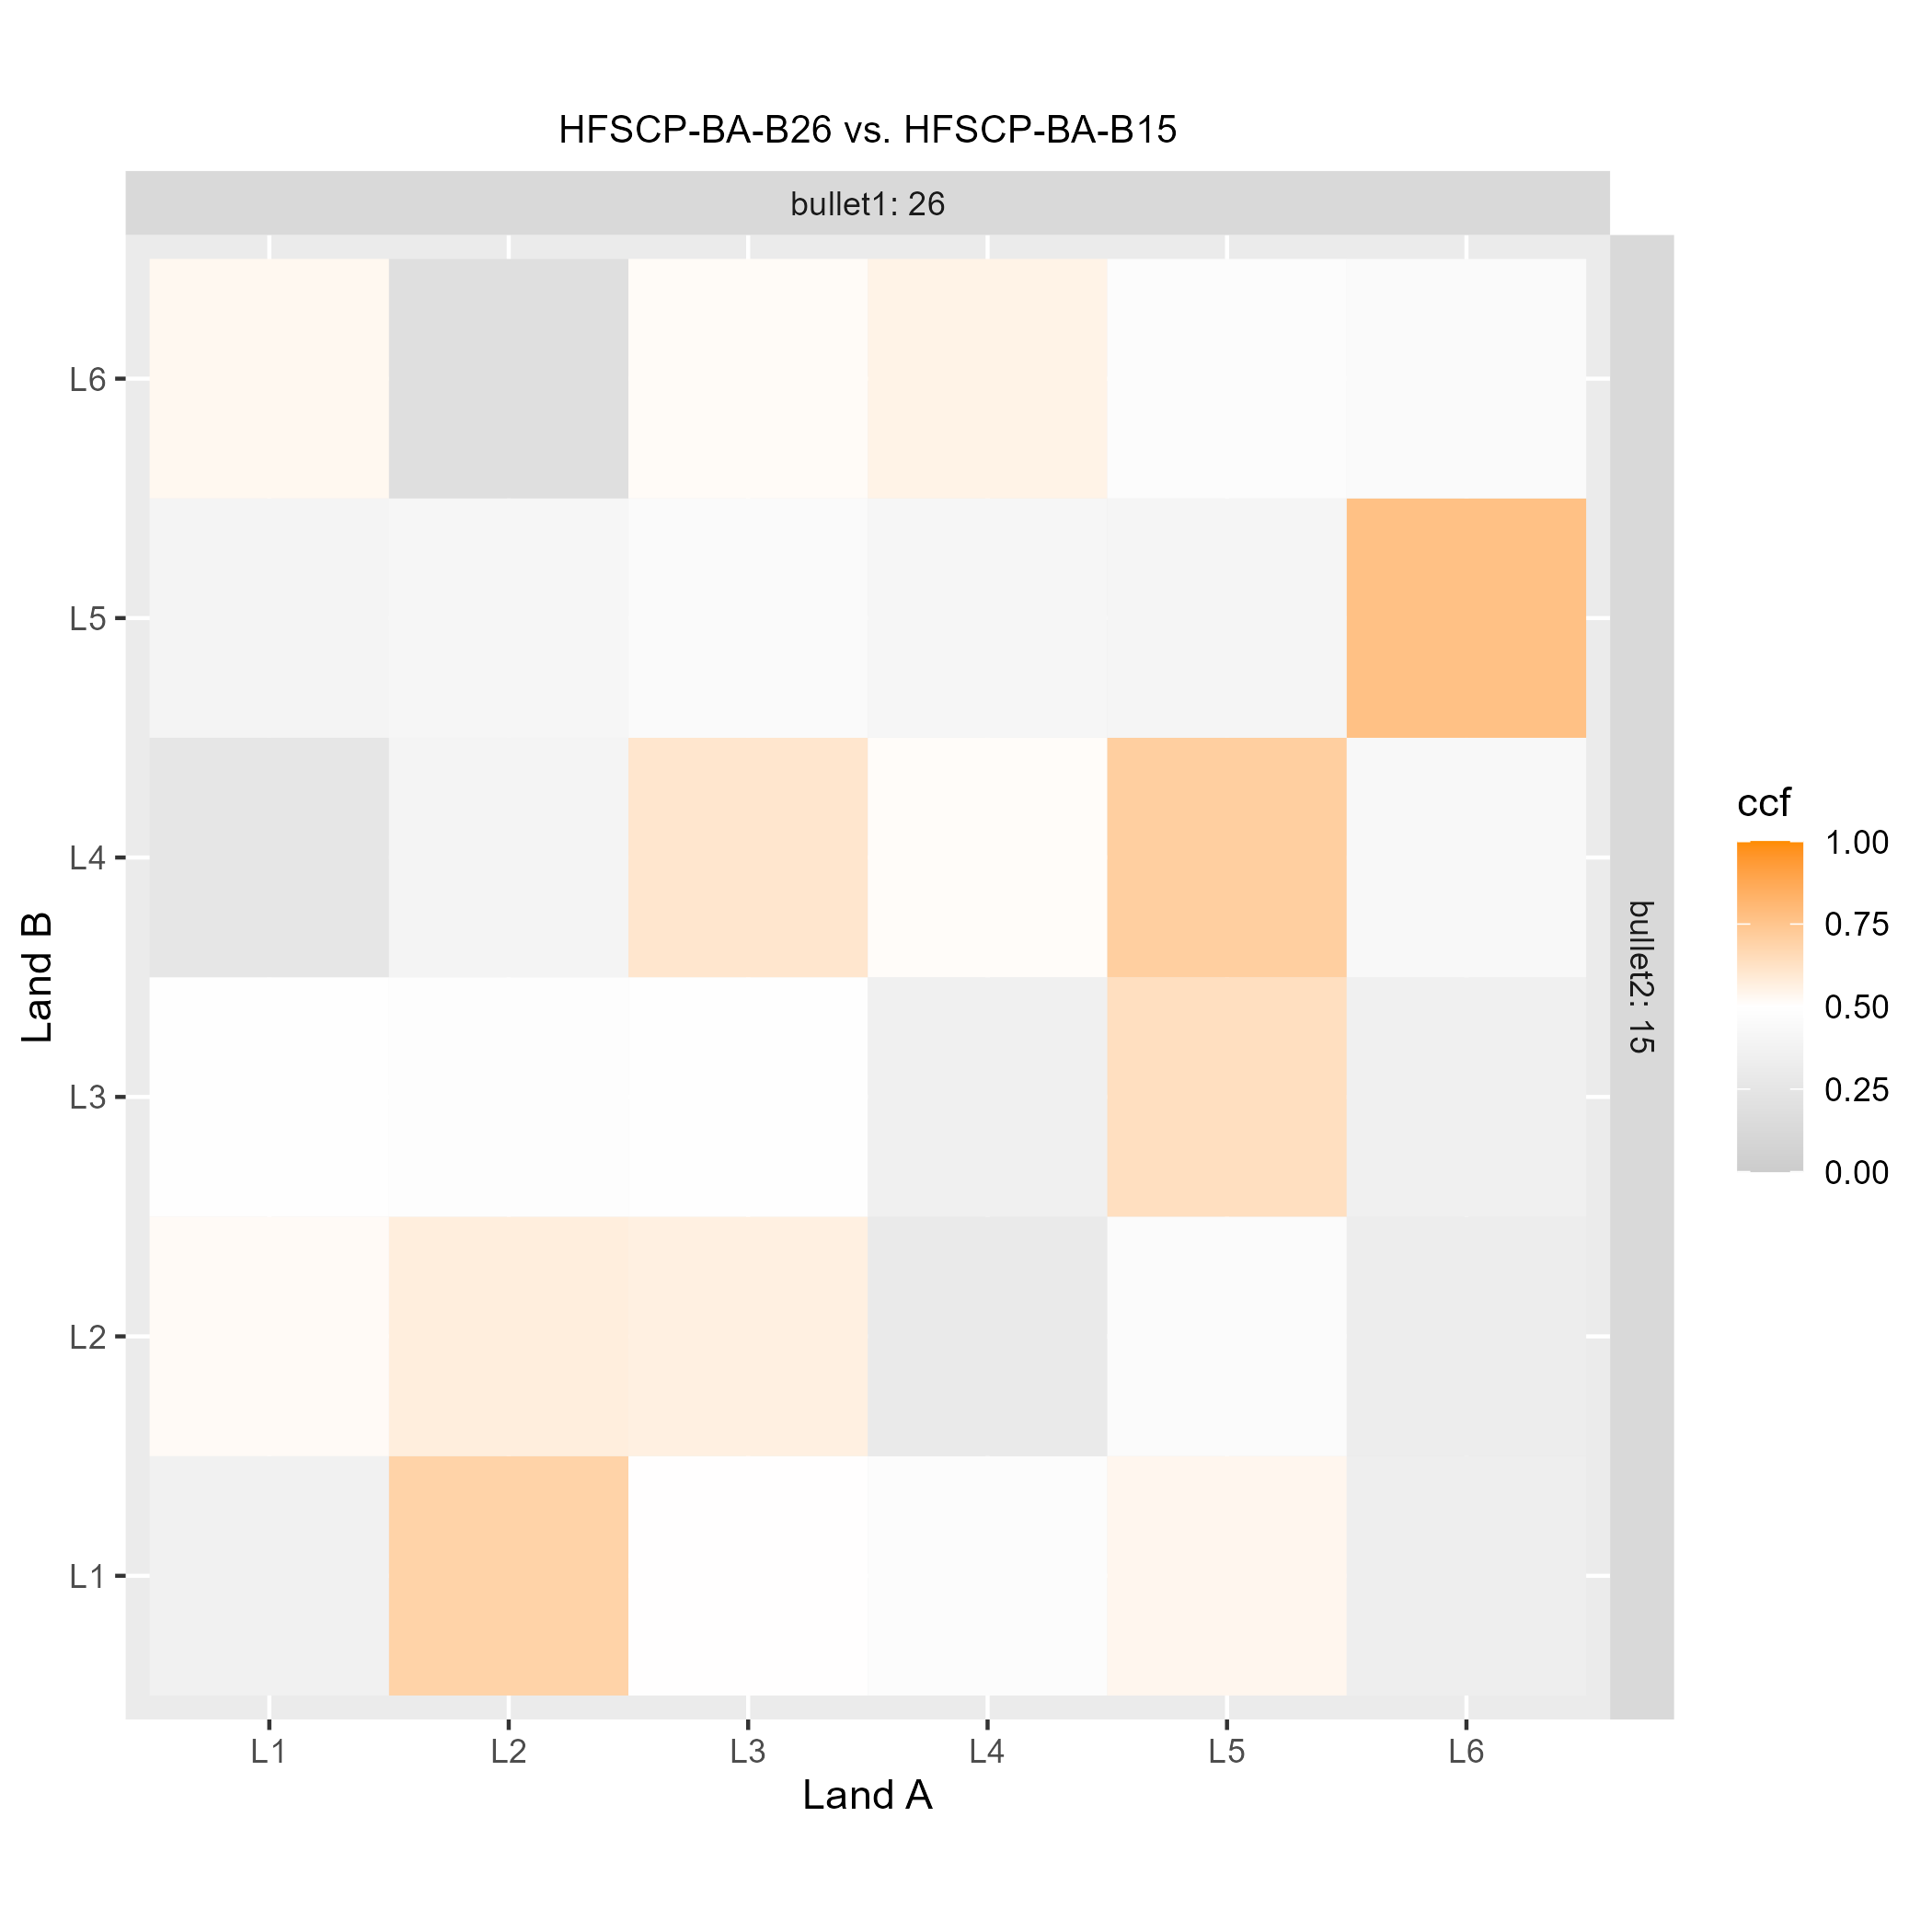 HFSCP-BA-B26 vs. HFSCP-BA-B15
bullet1: 26
L6
L5
L4
L3
L2
L1
Land B
L1 L2 L3 L4 L5 L6
Land A
bullet2: 15
ccf
1.00
0.75
0.50
0.25
0.00